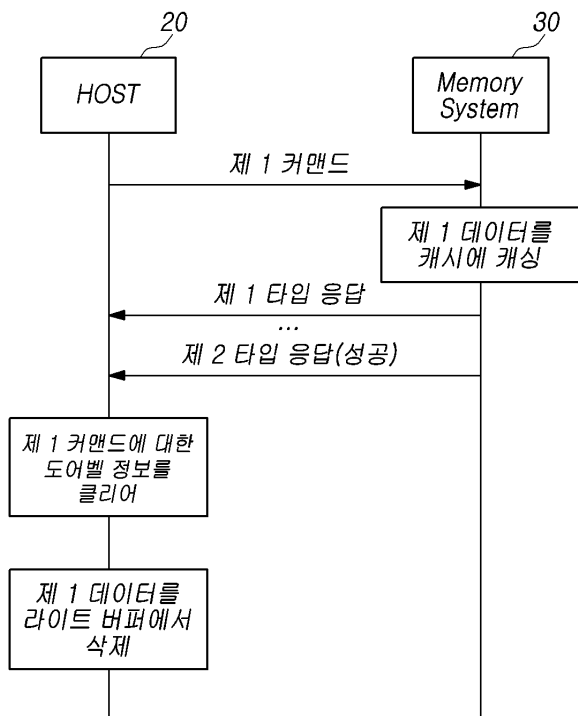 20
30
HOST
Memory
System
제 1 커맨드
제 1 데이터를
캐시에 캐싱
제 1 타입 응답
...
제 2 타입 응답(성공)
제 1 커맨드에 대한
도어벨 정보를
클리어
제 1 데이터를
라이트 버퍼에서
삭제